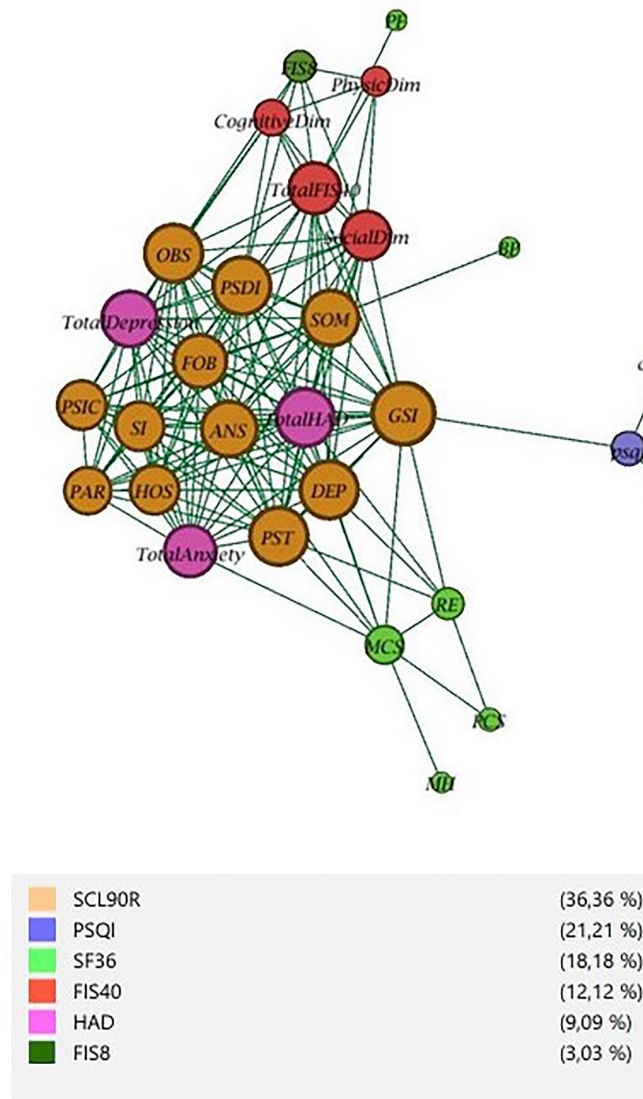 PF
FIS8
PhysicDim
CognitiveDim
TotalFIS40
SocialDim
BP
OBS
PSDI
SOM
TotalDepression
FOB
PSIC
SI
ANS
TotalHAD
GSI
psq
PAR
HOS
DEP
PST
TotalAnxiety
RE
MCS
PCS
MH
SCL90R (36,36 %)
PSQI (21,21 %)
SF36 (18,18 %)
FIS40 (12,12 %)
HAD (9,09 %)
FIS8 (3,03 %)